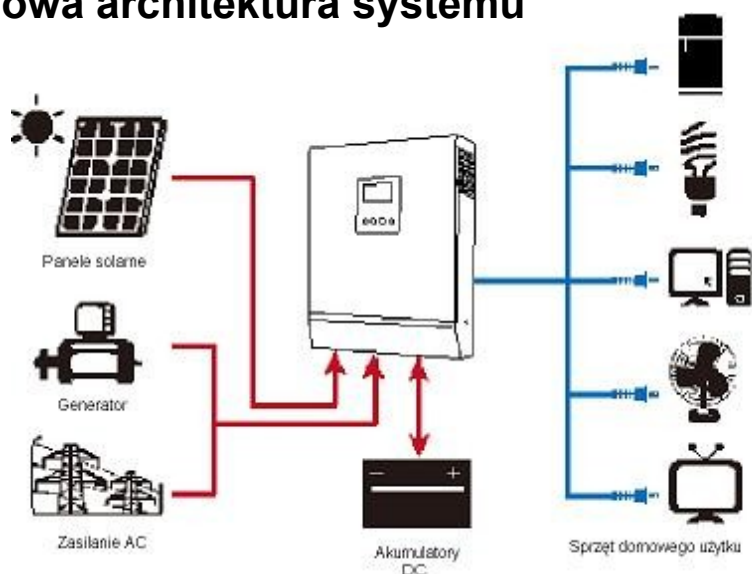 owa architektura systemu
Panele solarne
Generator
Zasilanie AC
Akumulatory
DC
Sprzęt domowego użytku